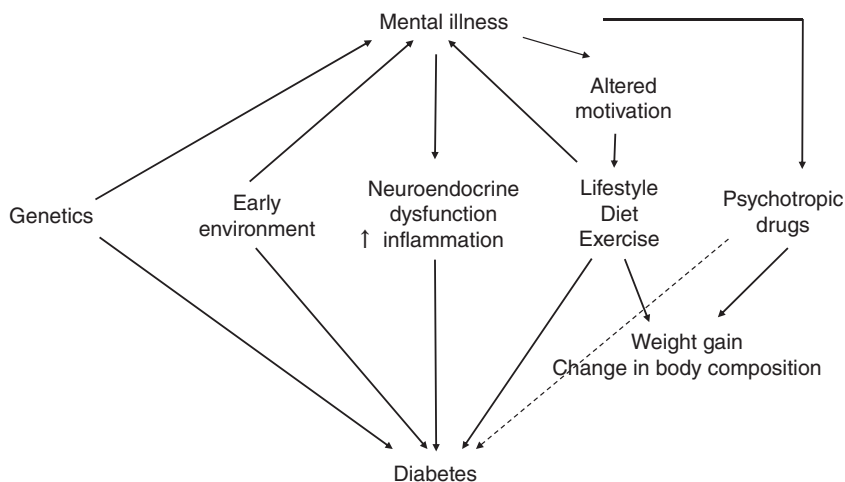 Mental illness
Altered
motivation
Genetics
Early
environment
Neuroendocrine
dysfunction
↑ inflammation
Lifestyle
Diet
Exercise
Psychotropic
drugs
Weight gain
Change in body composition
Diabetes